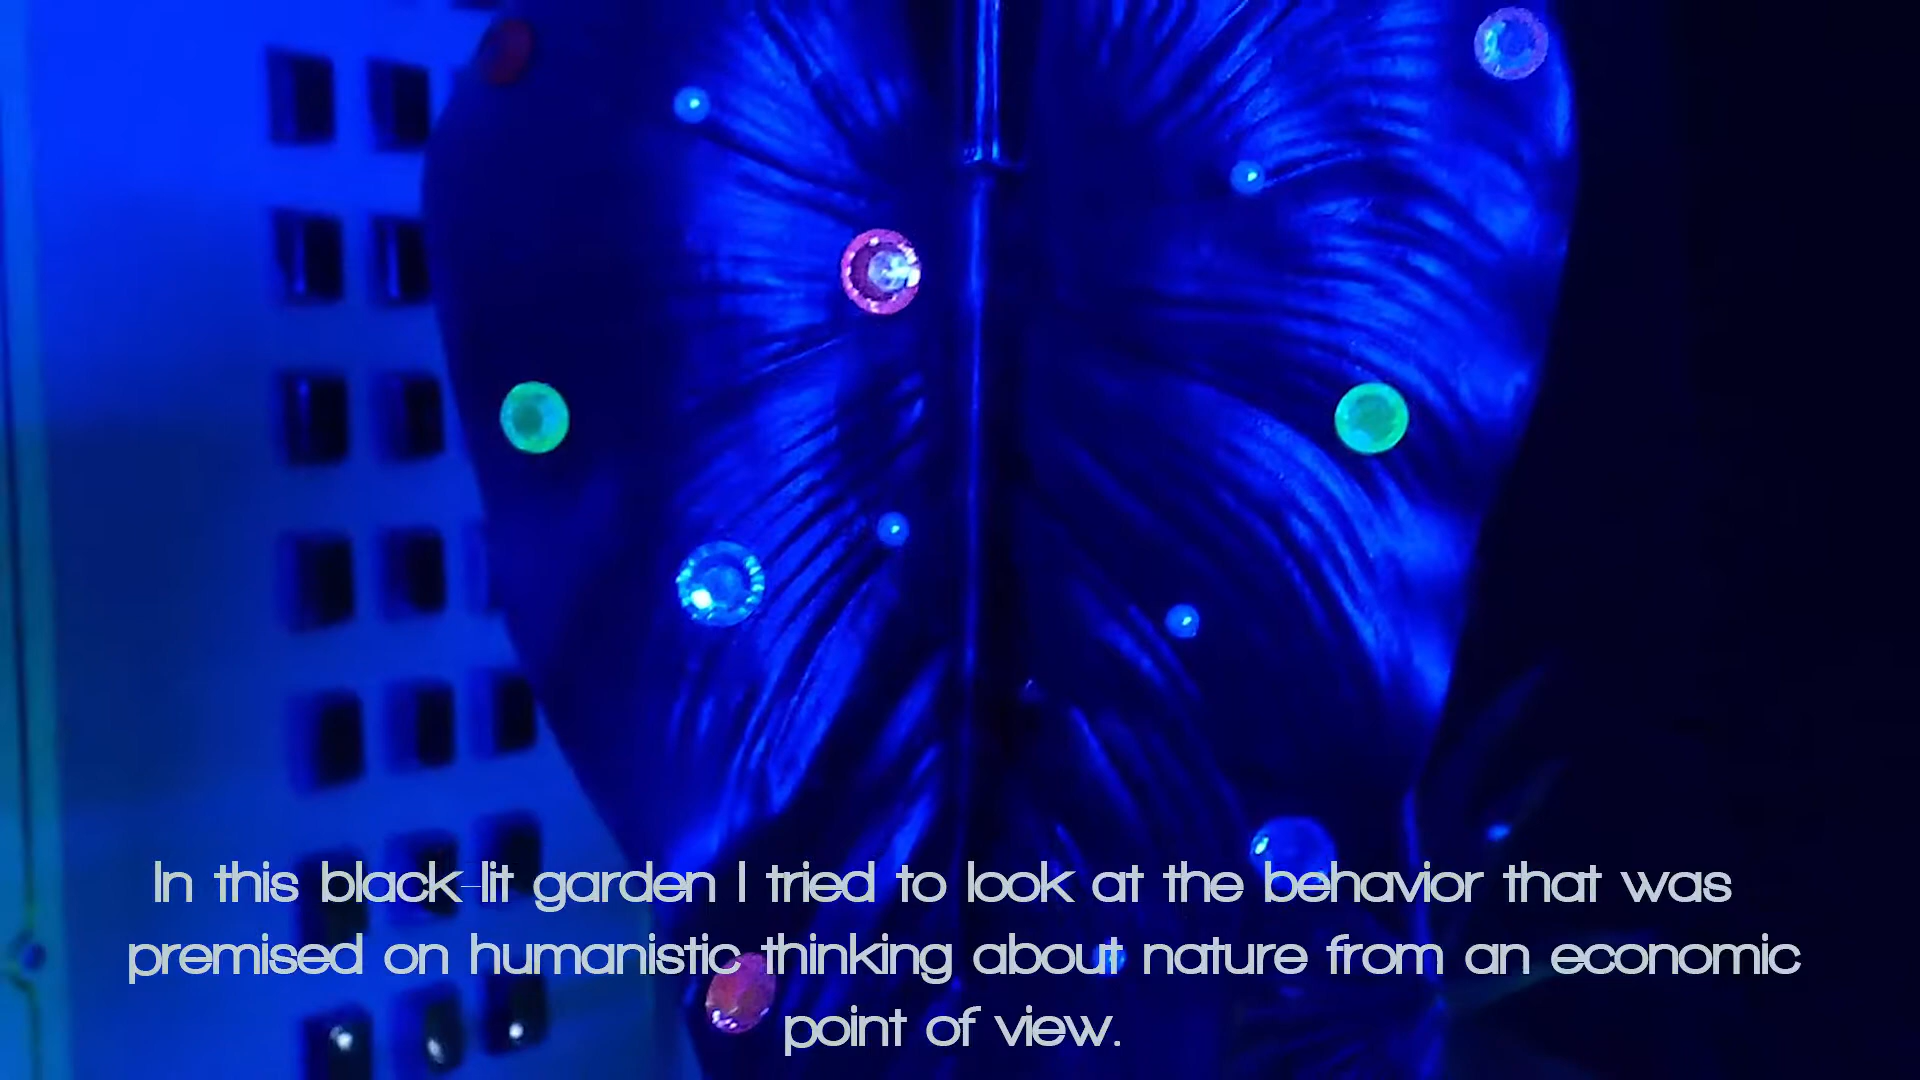 In this black-lit garden I tried to look at the behavior that was
premised on humanistic thinking about nature from an economic
point of view.